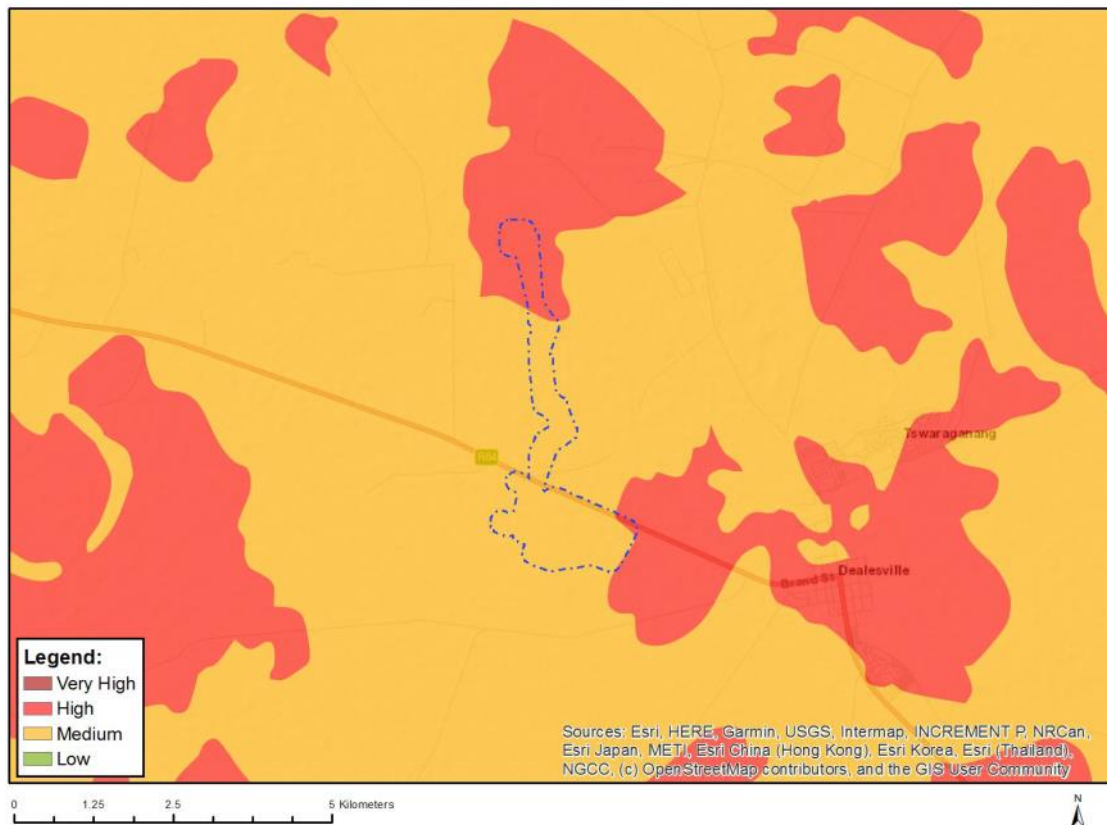 Tswaraganang
R64
Dealesville
Brand St
Legend:
Very High
High
Medium
Low
Sources: Esri, HERE, Garmin, USGS, Intermap, INCREMENT P, NRCan,
Esri Japan, METI, Esri China (Hong Kong), Esri Korea, Esri (Thailand),
NGCC, (c) OpenStreetMap contributors, and the GIS User Community
0 1.25 2.5 5 Kilometers
N